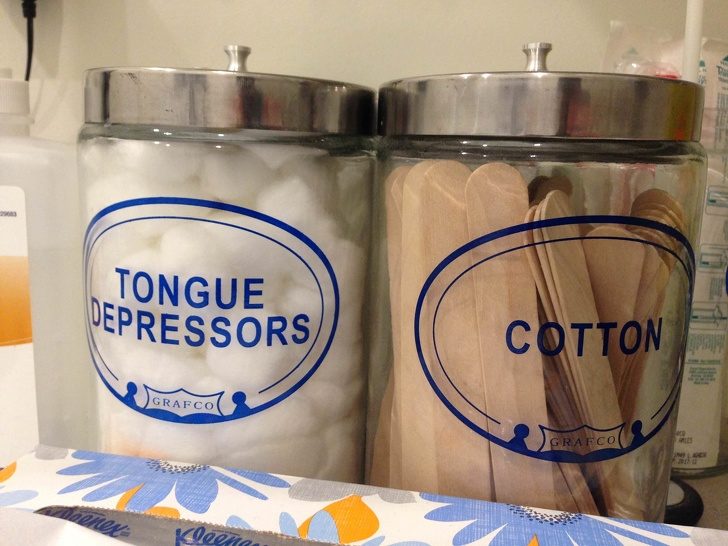 TONGUE
DEPRESSORS
GRAFCO
COTTON
GRAFCO
Kleenex
Kleenex